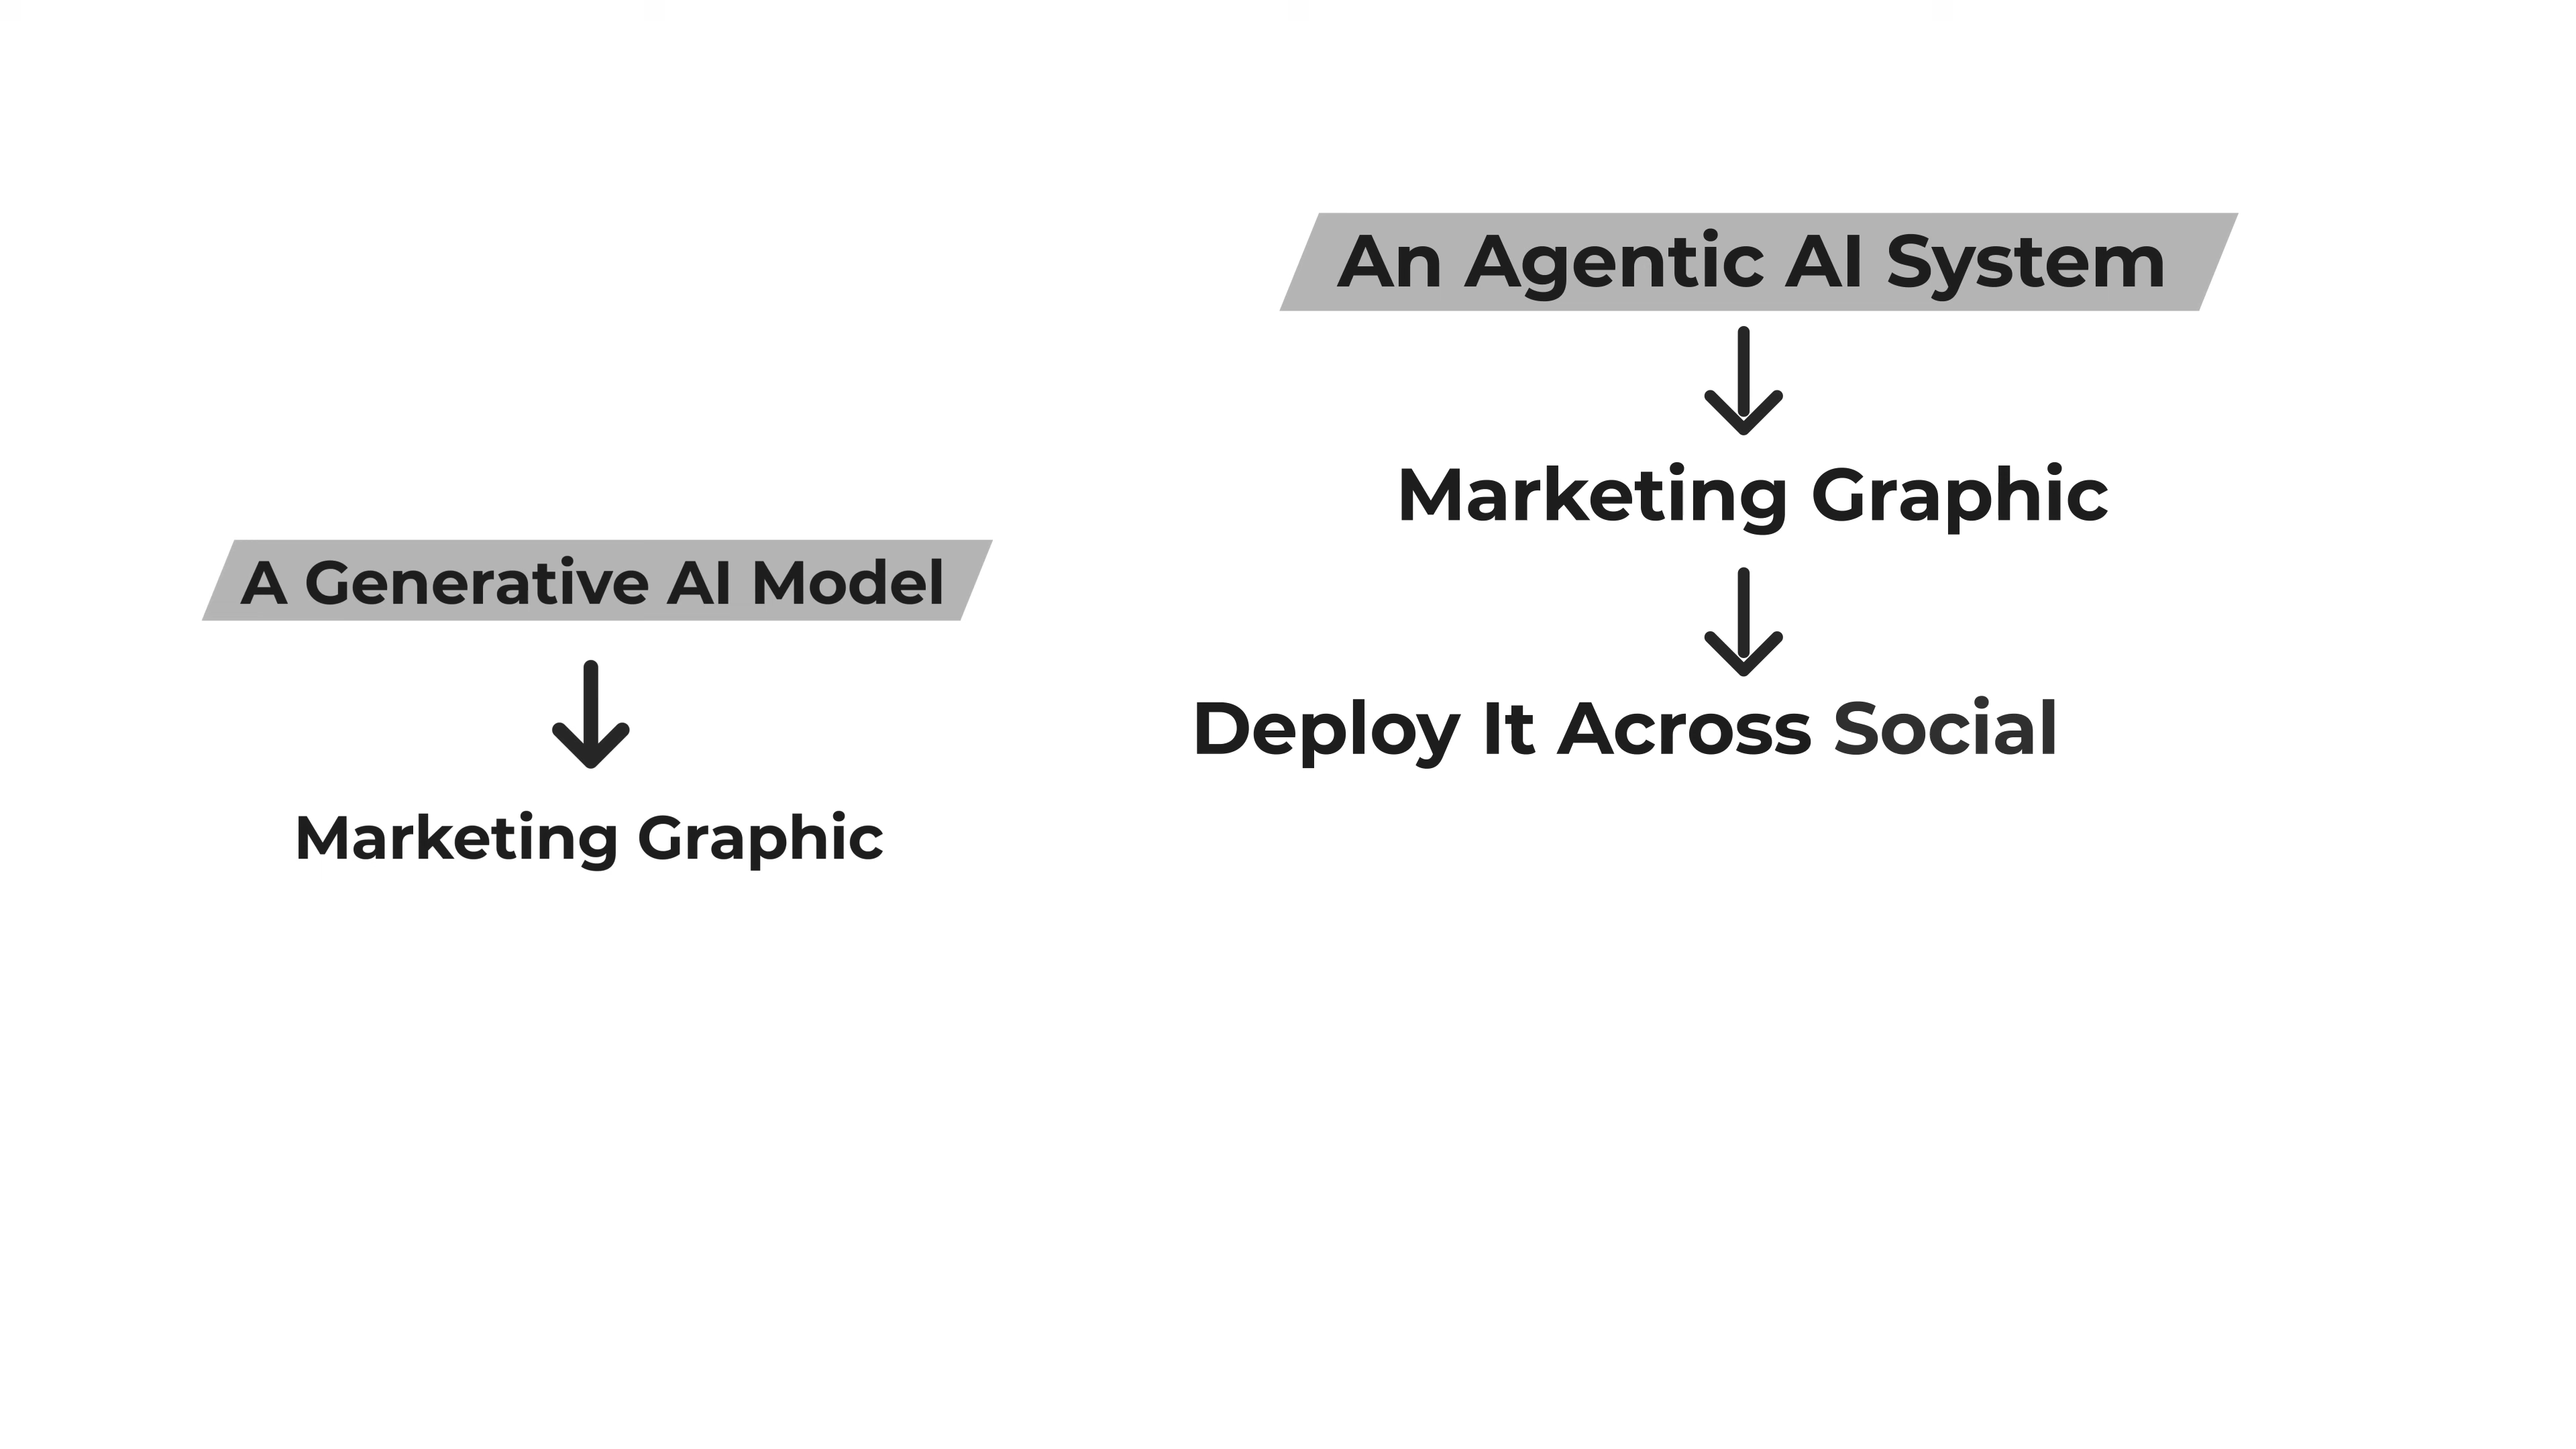 A Generative AI Model
Marketing Graphic
An Agentic AI System
Marketing Graphic
Deploy It Across Social